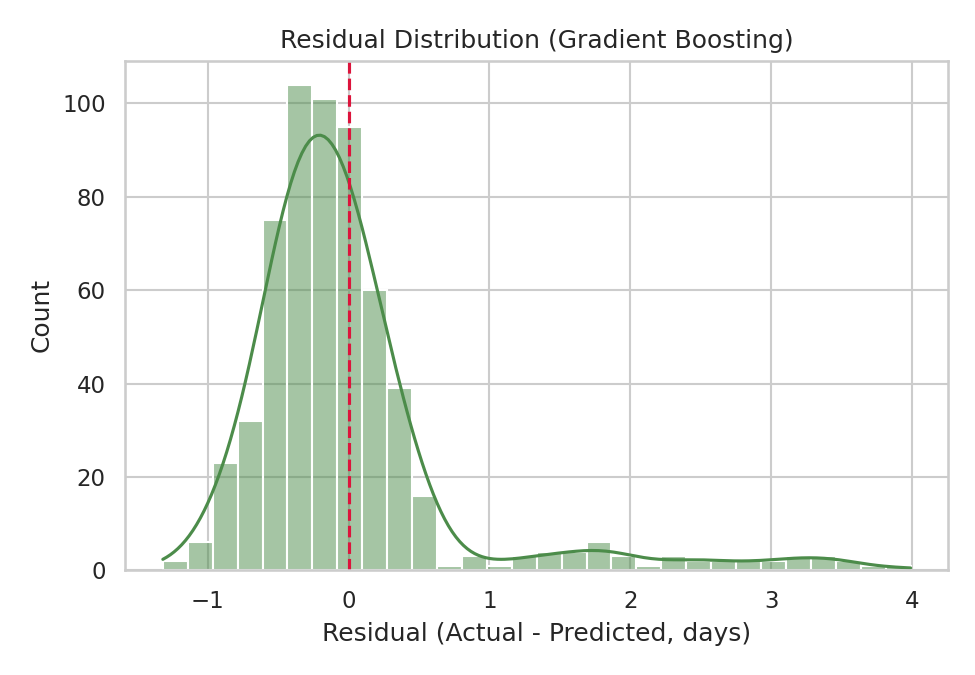 Residual Distribution (Gradient Boosting)
100
80
60
40
20
0
Count
−1 0 1 2 3 4
Residual (Actual - Predicted, days)